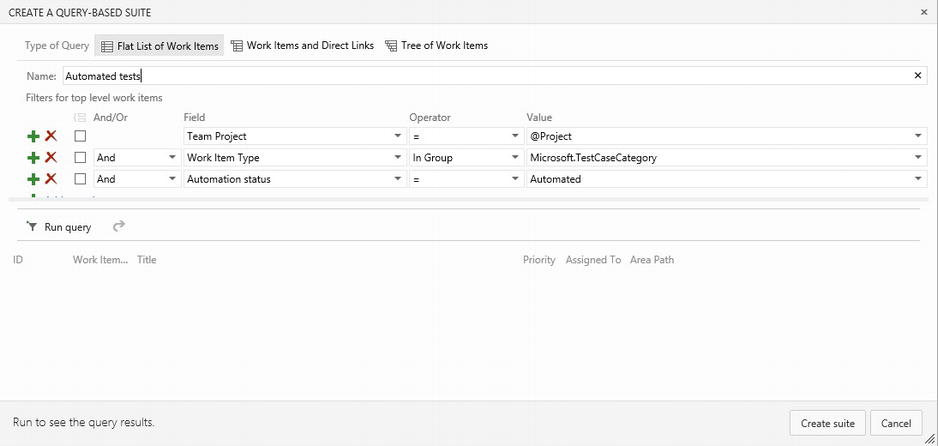 CREATE A QUERY-BASED SUITE
Type of Query Flat List of Work Items Work Items and Direct Links Tree of Work Items
Name: Automated tests
Filters for top level work items
And/Or Field Operator Value
Team Project = @Project
And Work Item Type In Group Microsoft.TestCaseCategory
And Automation status = Automated
Run query
ID Work Item... Title Priority Assigned To Area Path
Run to see the query results.
Create suite Cancel